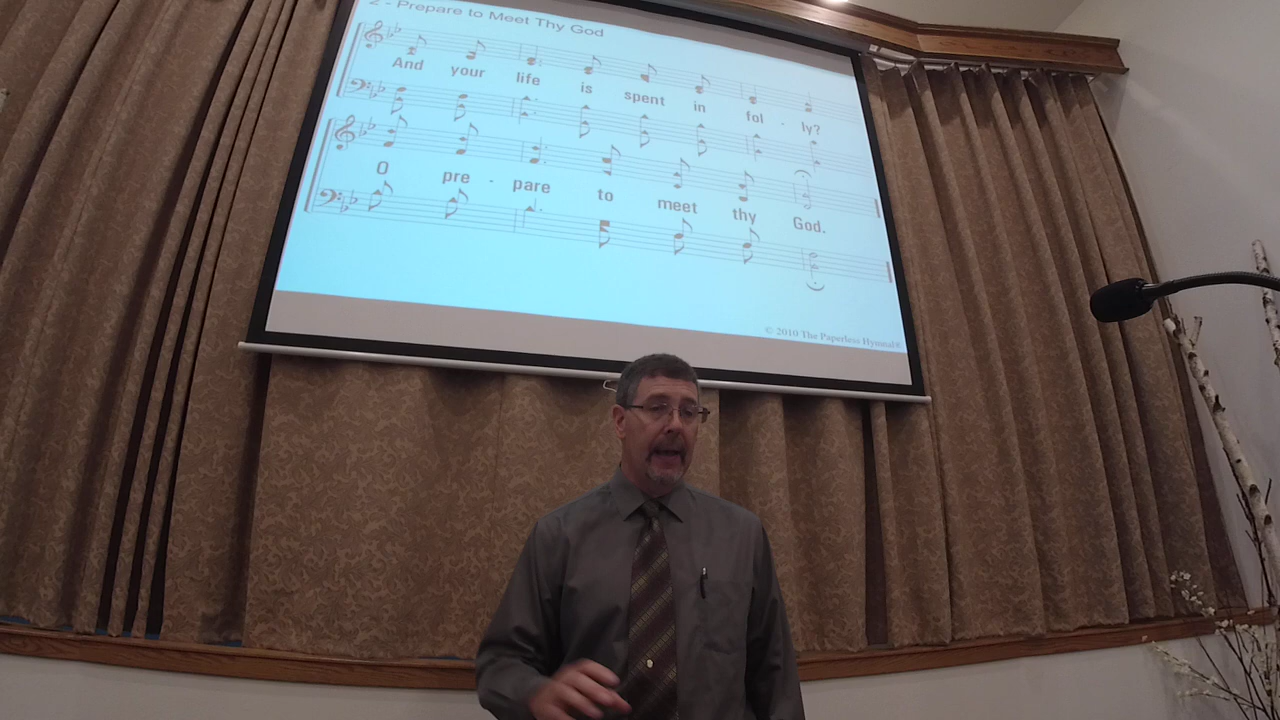 2 - Prepare to Meet Thy God
And your life is spent in fol - ly?
O pre - pare to meet thy God.
© 2010 The Paperless Hymnal®